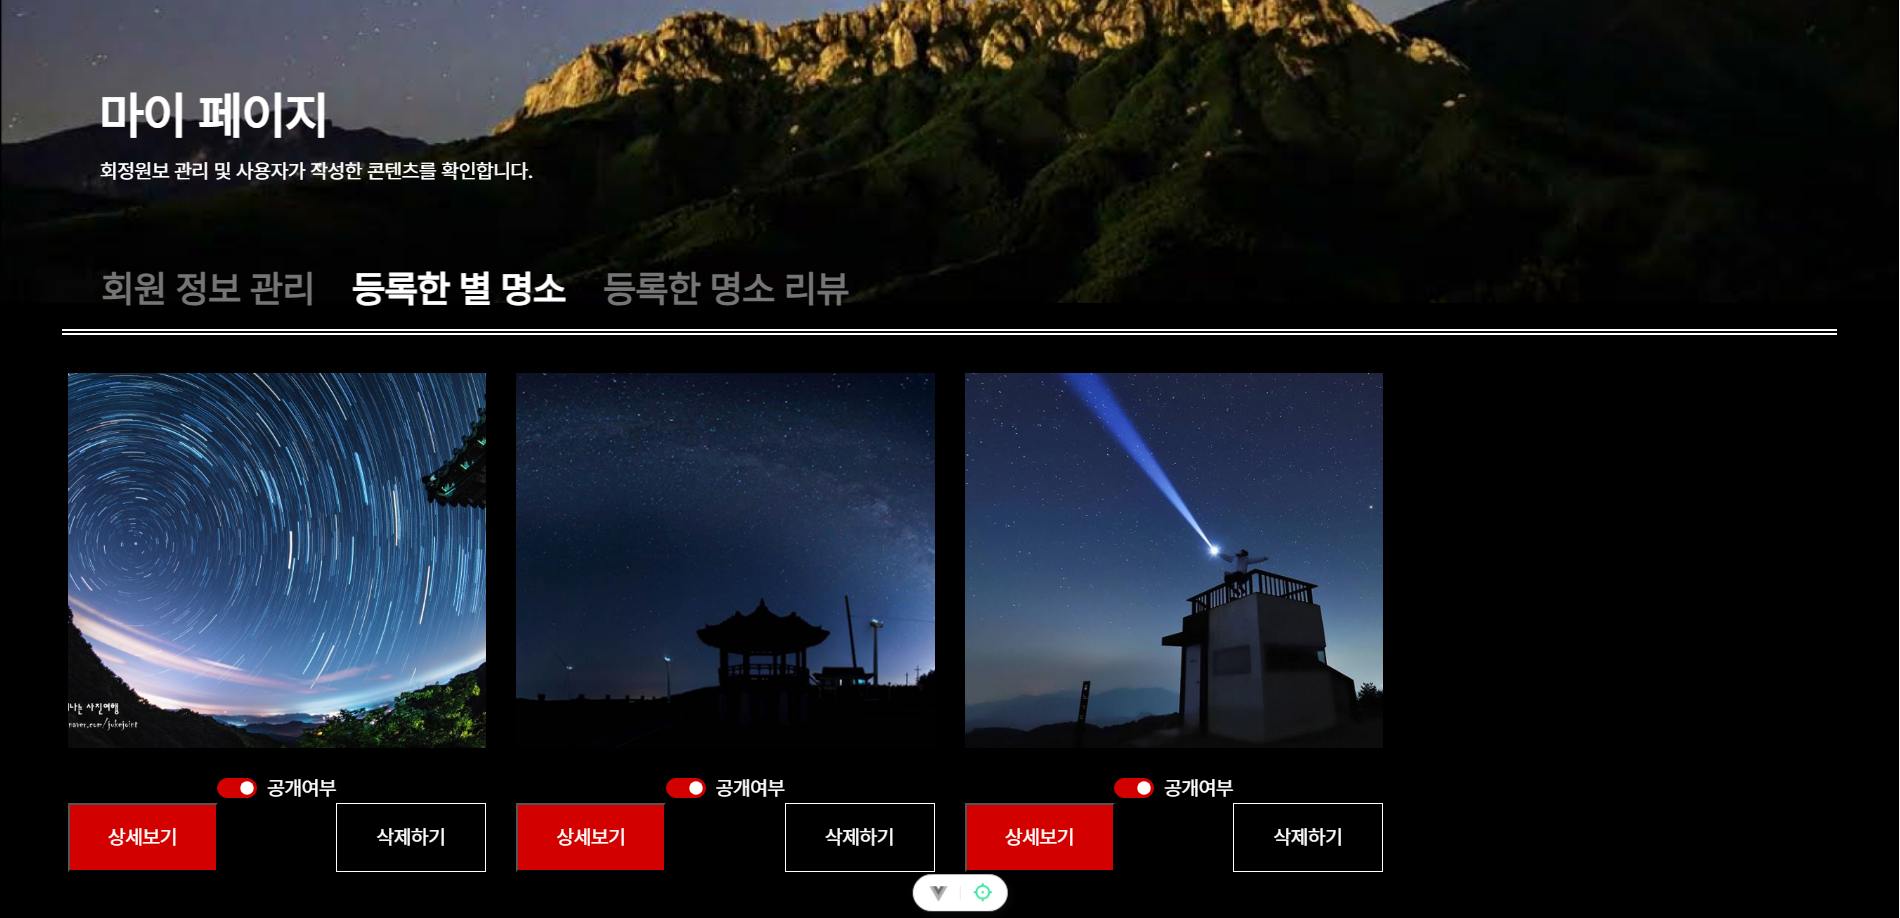 마이 페이지
회정원보 관리 및 사용자가 작성한 콘텐츠를 확인합니다.
회원 정보 관리 등록한 별 명소 등록한 명소 리뷰
나는 사진여행
naver.com/jukejoint
공개여부 공개여부 공개여부
상세보기 삭제하기 상세보기 삭제하기 상세보기 삭제하기